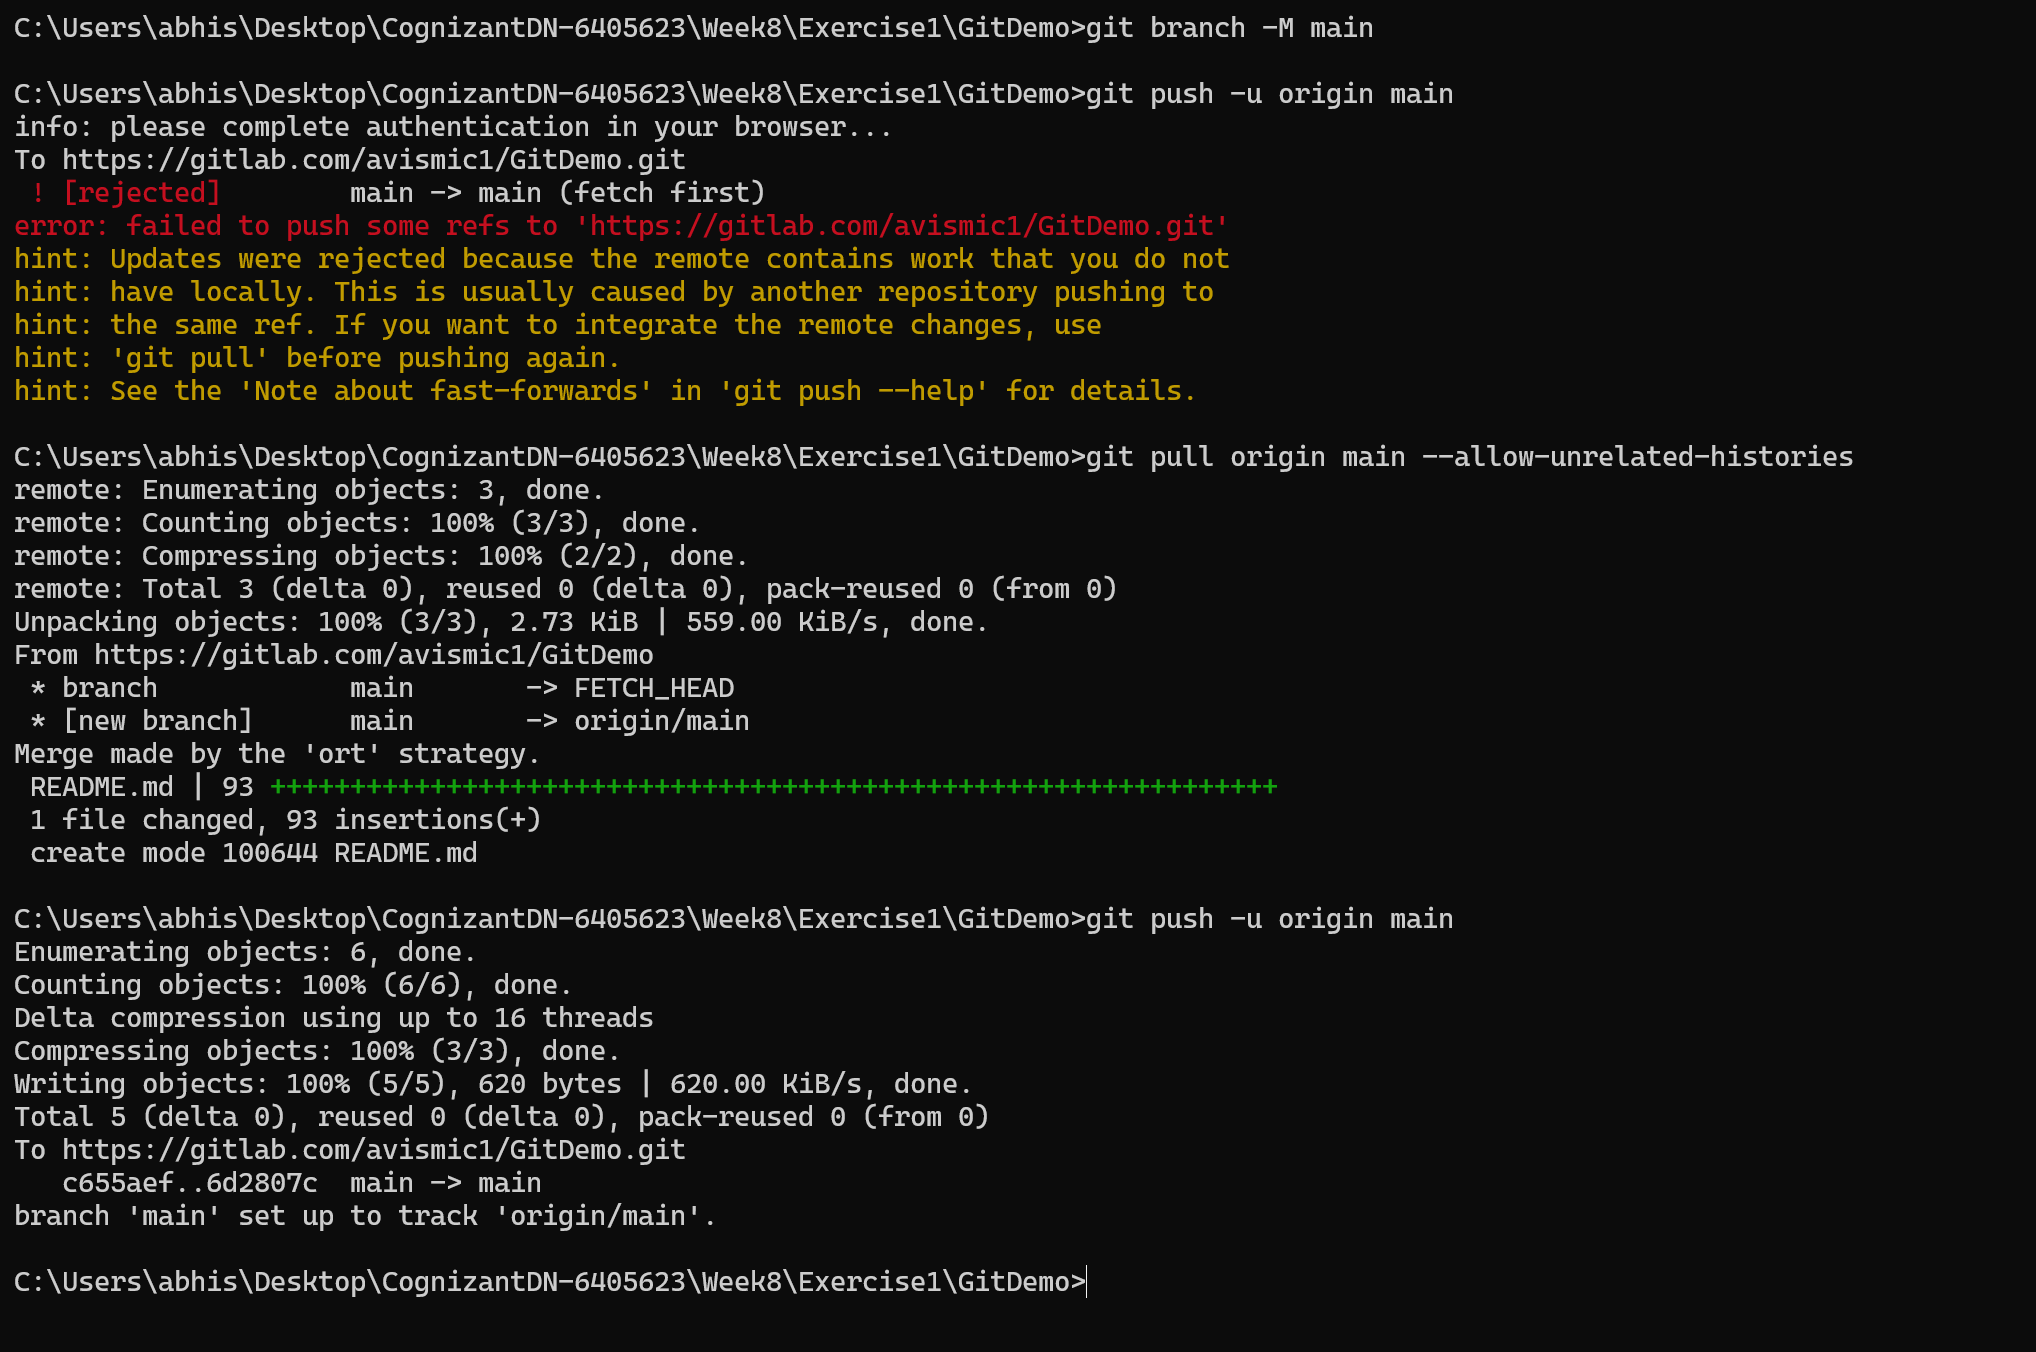 C:\Users\abhis\Desktop\CognizantDN-6405623\Week8\Exercise1\GitDemo>git branch -M main
C:\Users\abhis\Desktop\CognizantDN-6405623\Week8\Exercise1\GitDemo>git push -u origin main
info: please complete authentication in your browser...
To https://gitlab.com/avismic1/GitDemo.git
 ! [rejected]        main -> main (fetch first)
error: failed to push some refs to 'https://gitlab.com/avismic1/GitDemo.git'
hint: Updates were rejected because the remote contains work that you do not
hint: have locally. This is usually caused by another repository pushing to
hint: the same ref. If you want to integrate the remote changes, use
hint: 'git pull' before pushing again.
hint: See the 'Note about fast-forwards' in 'git push --help' for details.
C:\Users\abhis\Desktop\CognizantDN-6405623\Week8\Exercise1\GitDemo>git pull origin main --allow-unrelated-histories
remote: Enumerating objects: 3, done.
remote: Counting objects: 100% (3/3), done.
remote: Compressing objects: 100% (2/2), done.
remote: Total 3 (delta 0), reused 0 (delta 0), pack-reused 0 (from 0)
Unpacking objects: 100% (3/3), 2.73 KiB | 559.00 KiB/s, done.
From https://gitlab.com/avismic1/GitDemo
 * branch            main       -> FETCH_HEAD
 * [new branch]      main       -> origin/main
Merge made by the 'ort' strategy.
 README.md | 93 +++++++++++++++++++++++++++++++++++++++++++++++++++++++++++++++
 1 file changed, 93 insertions(+)
 create mode 100644 README.md
C:\Users\abhis\Desktop\CognizantDN-6405623\Week8\Exercise1\GitDemo>git push -u origin main
Enumerating objects: 6, done.
Counting objects: 100% (6/6), done.
Delta compression using up to 16 threads
Compressing objects: 100% (3/3), done.
Writing objects: 100% (5/5), 620 bytes | 620.00 KiB/s, done.
Total 5 (delta 0), reused 0 (delta 0), pack-reused 0 (from 0)
To https://gitlab.com/avismic1/GitDemo.git
   c655aef..6d2807c  main -> main
branch 'main' set up to track 'origin/main'.
C:\Users\abhis\Desktop\CognizantDN-6405623\Week8\Exercise1\GitDemo>